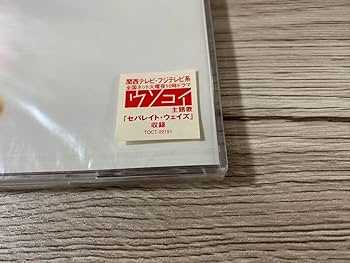 関西テレビ・フジテレビ系
全国ネット火曜夜10時ドラマ
ウソコイ
主題歌
「セパレイト・ウェイズ」
収録
TOCT-22151